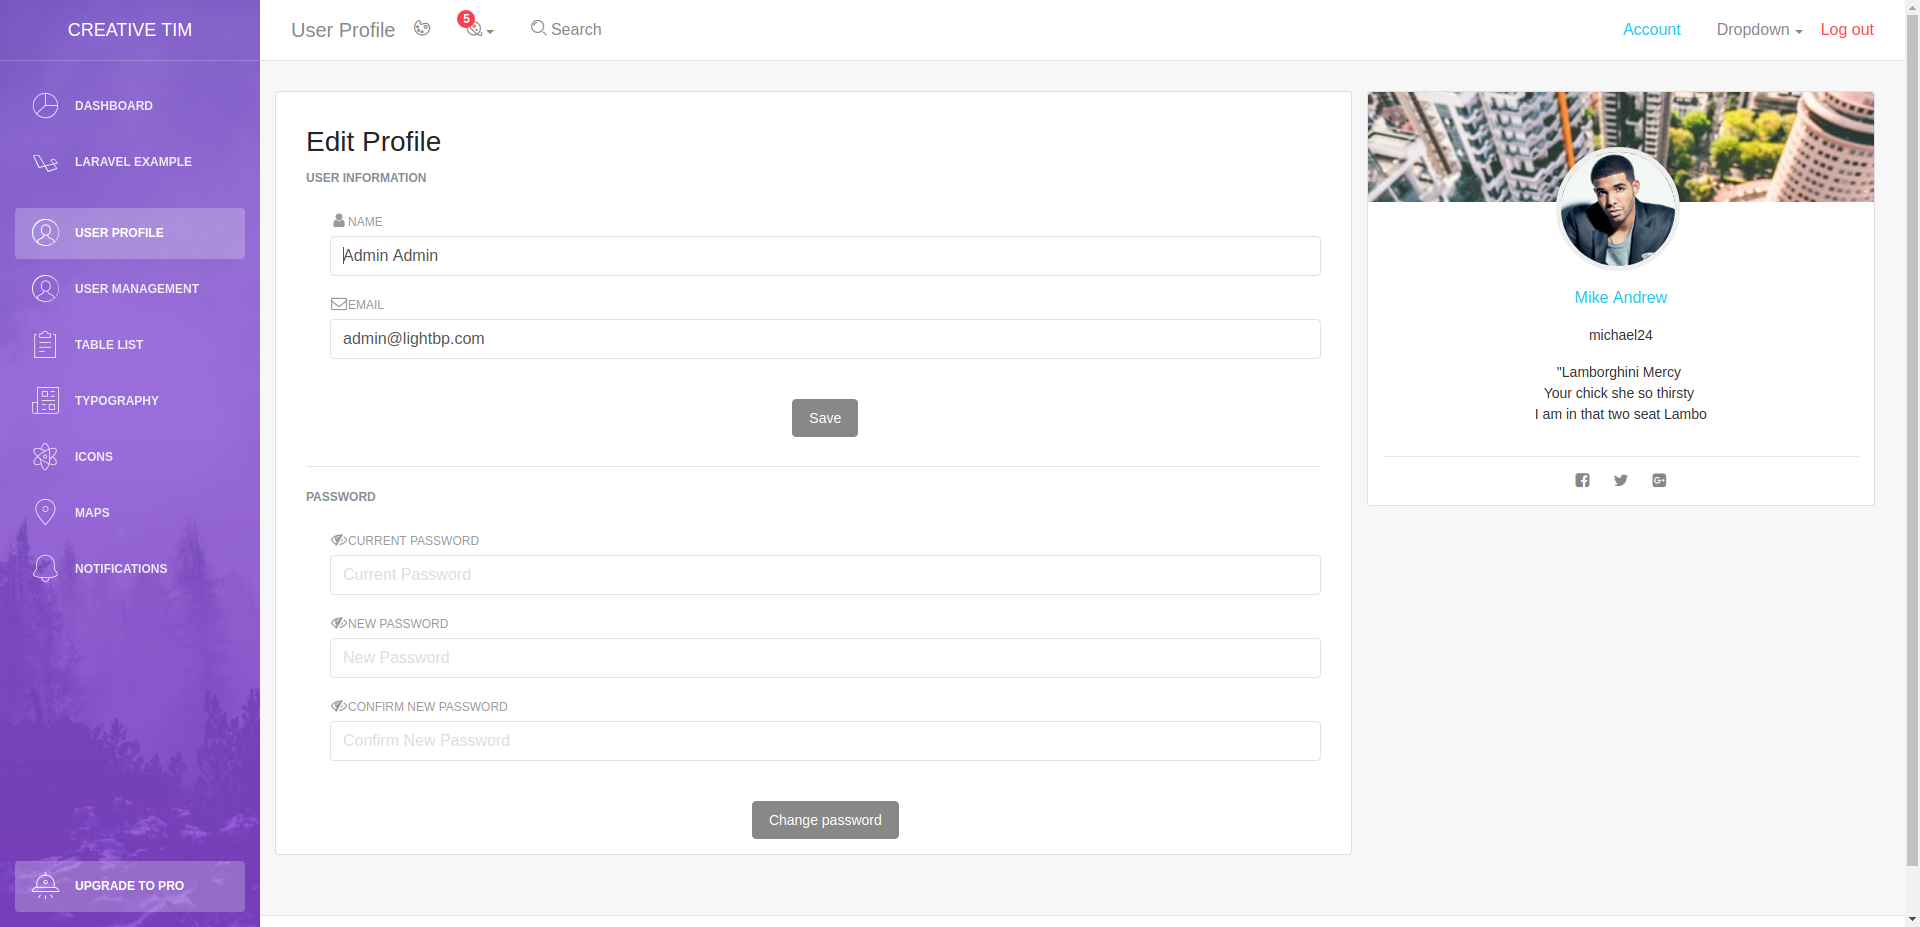 CREATIVE TIM
DASHBOARD
LARAVEL EXAMPLE
USER PROFILE
USER MANAGEMENT
TABLE LIST
TYPOGRAPHY
ICONS
MAPS
NOTIFICATIONS
UPGRADE TO PRO
User Profile
5
Search
Account
Dropdown
Log out
Edit Profile
USER INFORMATION
NAME
Admin Admin
EMAIL
admin@lightbp.com
Save
PASSWORD
CURRENT PASSWORD
Current Password
NEW PASSWORD
New Password
CONFIRM NEW PASSWORD
Confirm New Password
Change password
Mike Andrew
michael24
"Lamborghini Mercy
Your chick she so thirsty
I am in that two seat Lambo